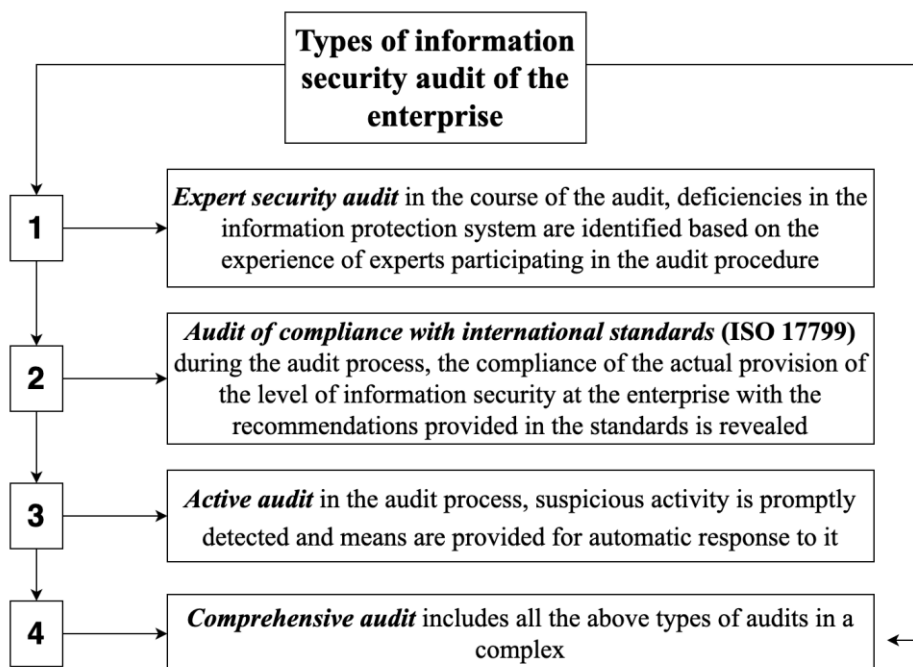 Types of information
security audit of the
enterprise
1
Expert security audit in the course of the audit, deficiencies in the
information protection system are identified based on the
experience of experts participating in the audit procedure
2
Audit of compliance with international standards (ISO 17799)
during the audit process, the compliance of the actual provision of
the level of information security at the enterprise with the
recommendations provided in the standards is revealed
3
Active audit in the audit process, suspicious activity is promptly
detected and means are provided for automatic response to it
4
Comprehensive audit includes all the above types of audits in a
complex